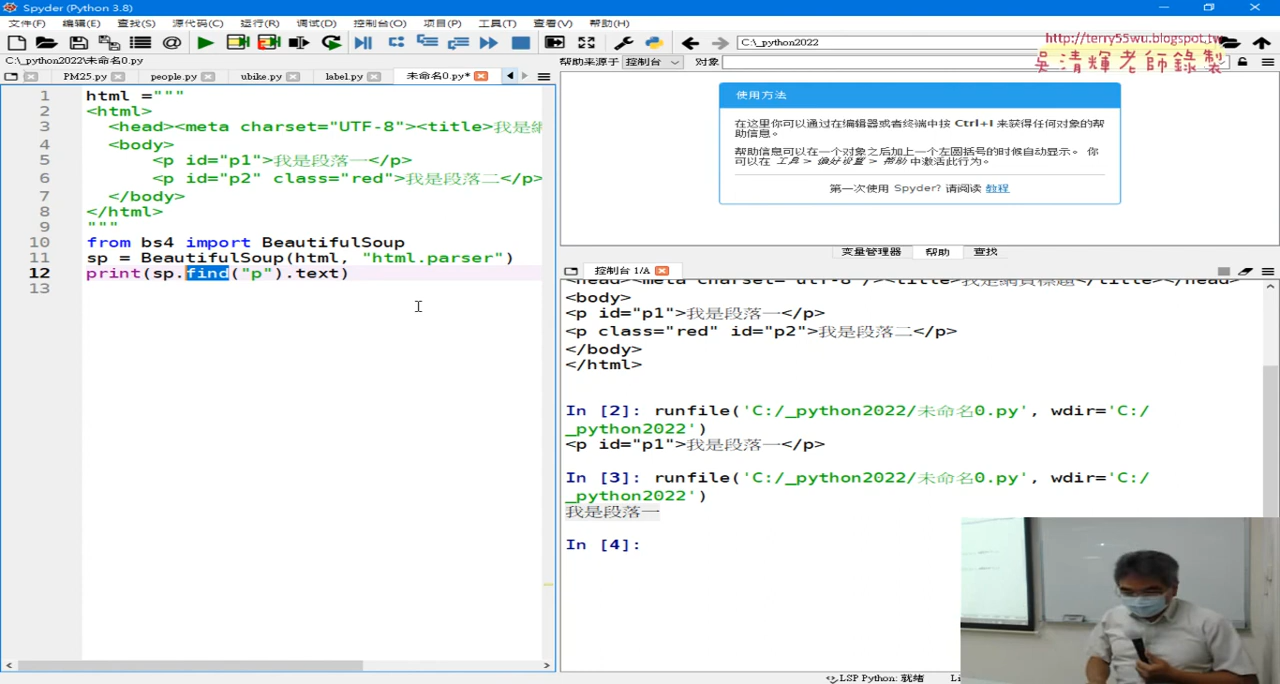 Spyder (Python 3.8)
文件(F) 编辑(E) 查找(S) 源代码(C) 运行(R) 调试(D) 控制台(O) 项目(P) 工具(T) 查看(V) 帮助(H)
C:\_python2022
http://terry55wu.blogspot.tw
吳清輝老師錄製
C:\_python2022\未命名0.py
PM25.py people.py ubike.py label.py 未命名0.py*
帮助来源于 控制台 对象
1 html ="""
2 <html>
3 <head><meta charset="UTF-8"><title>我是網
4 <body>
5 <p id="p1">我是段落一</p>
6 <p id="p2" class="red">我是段落二</p>
7 </body>
8 </html>
9 """
10 from bs4 import BeautifulSoup
11 sp = BeautifulSoup(html, "html.parser")
12 print(sp.find("p").text)
13
使用方法
在这里你可以通过在编辑器或者终端中按 Ctrl+I 来获得任何对象的帮
助信息。
帮助信息可以在一个对象之后加上一个左圆括号的时候自动显示。 你
可以在 工具 > 偏好设置 > 帮助 中激活此行为。
第一次使用 Spyder? 请阅读 教程
变量管理器 帮助 查找
控制台 1/A
<head><meta charset="utf-8"/><title>我是網頁標題</title></head>
<body>
<p id="p1">我是段落一</p>
<p class="red" id="p2">我是段落二</p>
</body>
</html>
In [2]: runfile('C:/_python2022/未命名0.py', wdir='C:/
_python2022')
<p id="p1">我是段落一</p>
In [3]: runfile('C:/_python2022/未命名0.py', wdir='C:/
_python2022')
我是段落一
In [4]:
LSP Python: 就绪 Li